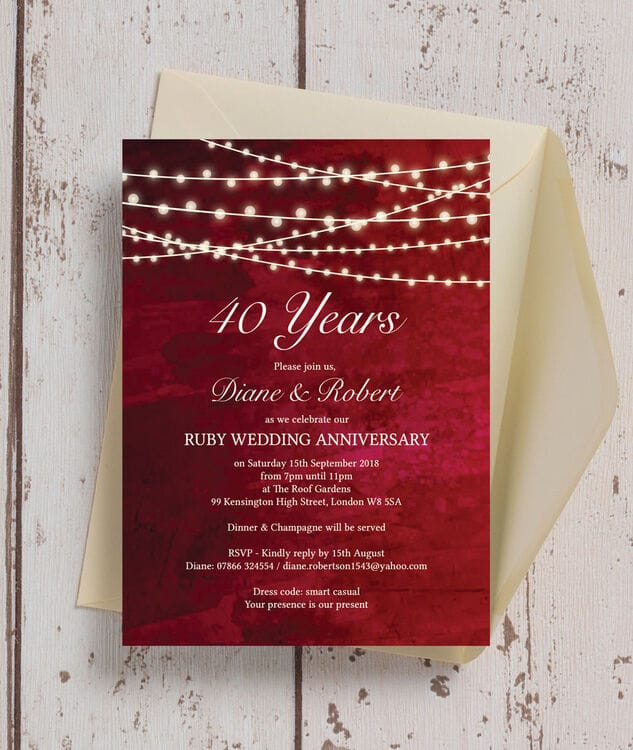 40 Years
Please join us,
Diane & Robert
as we celebrate our
RUBY WEDDING ANNIVERSARY
on Saturday 15th September 2018
from 7pm until 11pm
at The Roof Gardens
99 Kensington High Street, London W8 5SA
Dinner & Champagne will be served
RSVP - Kindly reply by 15th August
Diane: 07866 324554 / diane.robertson1543@yahoo.com
Dress code: smart casual
Your presence is our present